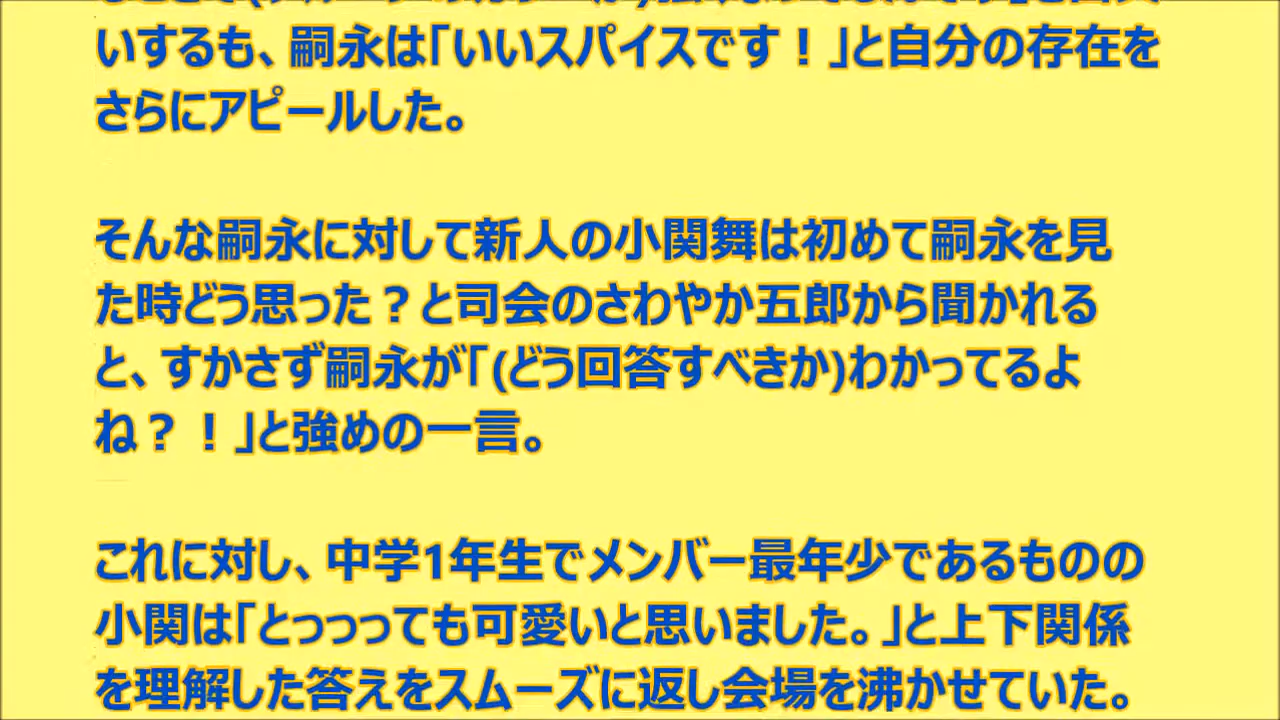 いするも、嗣永は「いいスパイスです！」と自分の存在を
さらにアピールした。
そんな嗣永に対して新人の小関舞は初めて嗣永を見
た時どう思った？と司会のさわやか五郎から聞かれる
と、すかさず嗣永が「(どう回答すべきか)わかってるよ
ね？！」と強めの一言。
これに対し、中学1年生でメンバー最年少であるものの
小関は「とっっっても可愛いと思いました。」と上下関係
を理解した答えをスムーズに返し会場を沸かせていた。